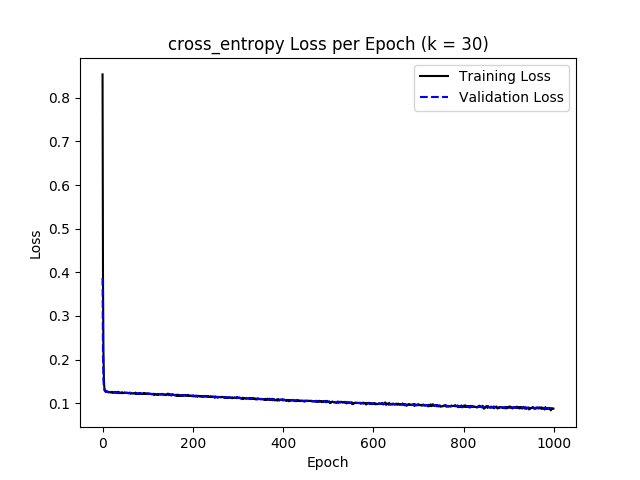 cross_entropy Loss per Epoch (k = 30)
Training Loss
Validation Loss
Loss
0.8
0.7
0.6
0.5
0.4
0.3
0.2
0.1
0
200
400
600
800
1000
Epoch